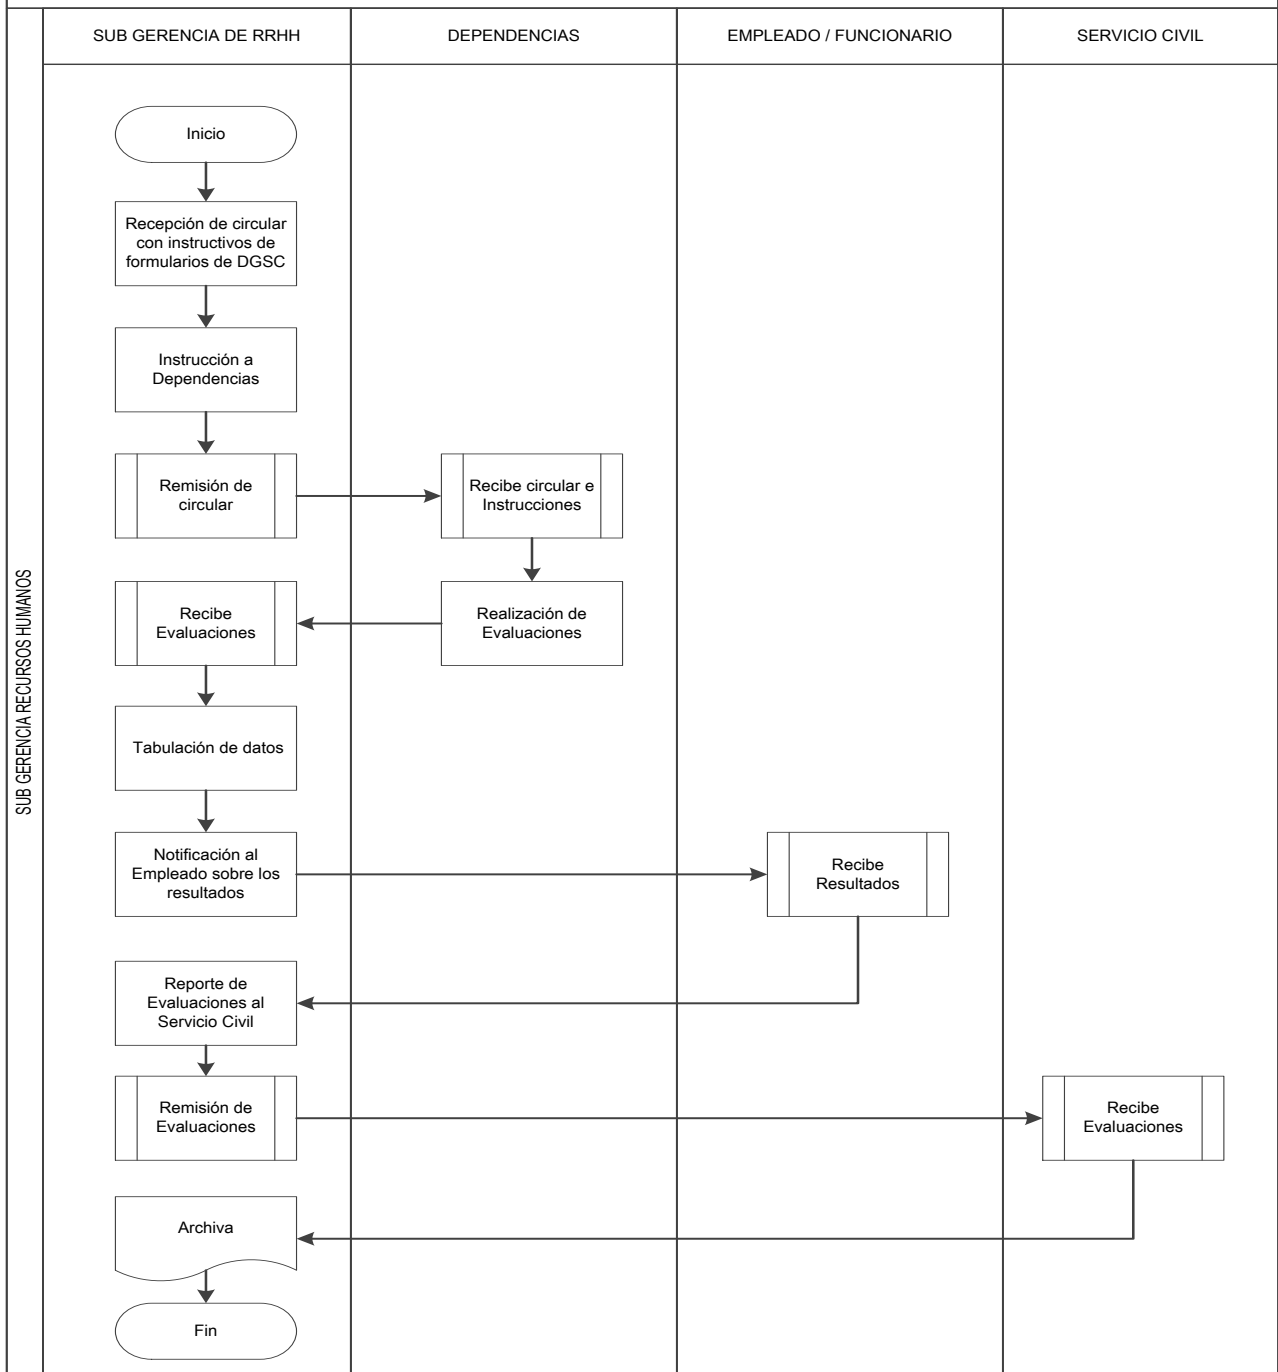 SUB GERENCIA DE RRHH
DEPENDENCIAS
EMPLEADO / FUNCIONARIO
SERVICIO CIVIL
SUB GERENCIA RECURSOS HUMANOS
Inicio
Recepción de circular
con instructivos de
formularios de DGSC
Instrucción a
Dependencias
Remisión de
circular
Recibe circular e
Instrucciones
Realización de
Evaluaciones
Recibe
Evaluaciones
Tabulación de datos
Notificación al
Empleado sobre los
resultados
Recibe
Resultados
Reporte de
Evaluaciones al
Servicio Civil
Remisión de
Evaluaciones
Recibe
Evaluaciones
Archiva
Fin